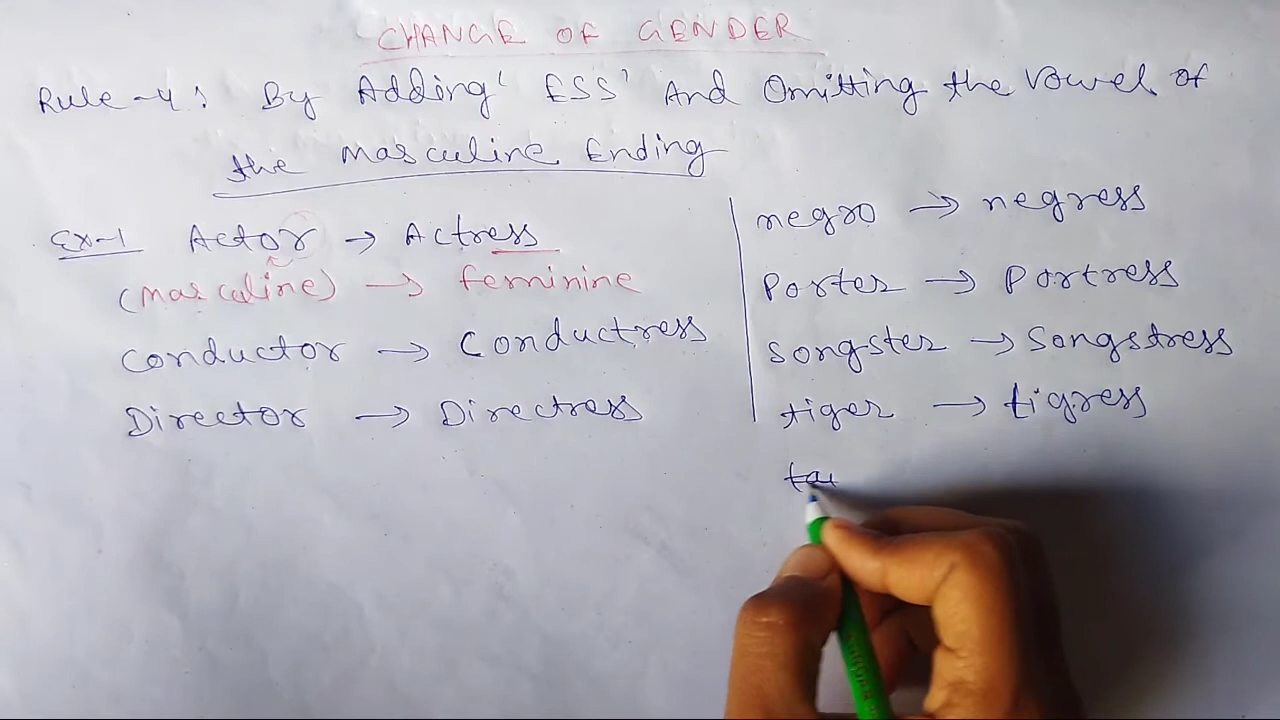 CHANGE OF GENDER
Rule-4: By Adding 'ESS' And Omitting the Vowel of
the Masculine Ending
Ex-1 Actor → Actress
(Masculine) → Feminine
Conductor → Conductress
Director → Directress
negro → negress
Porter → Portress
Songster → Songstress
tiger → tigress